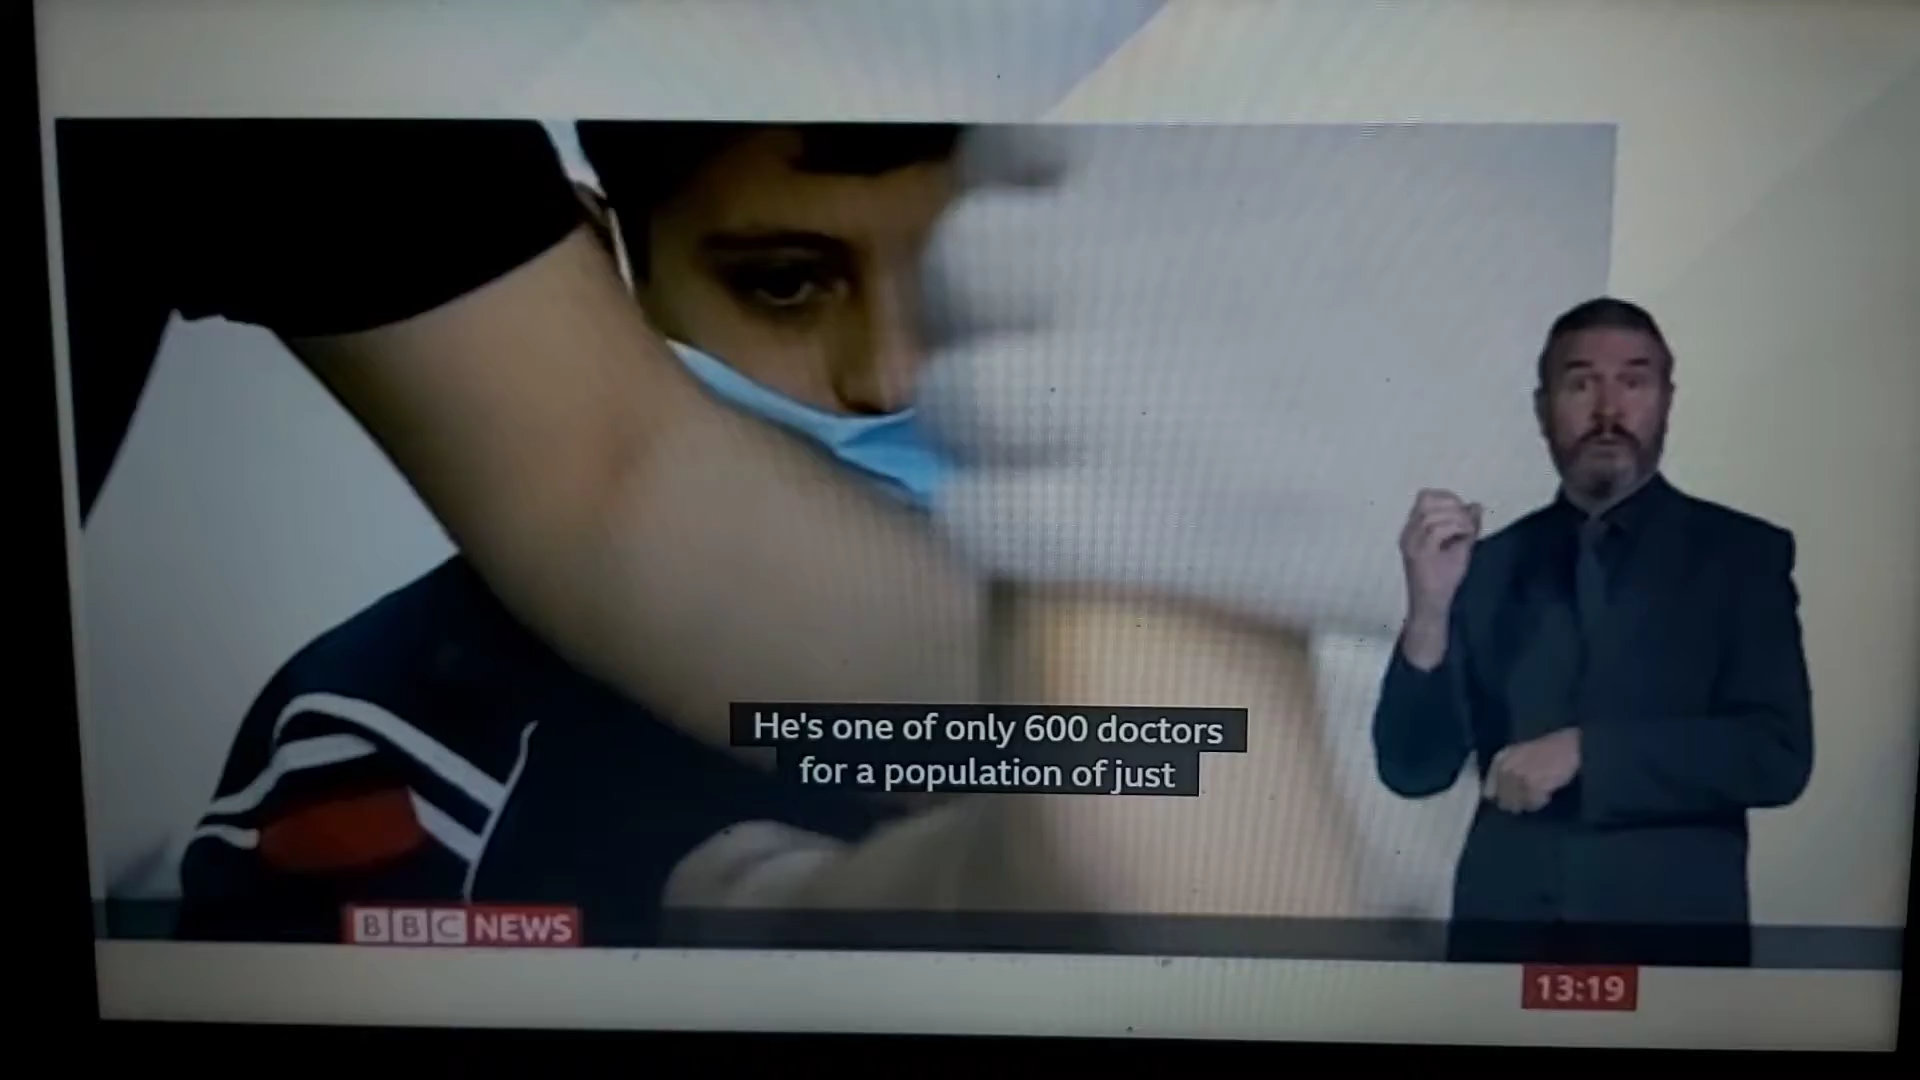 He's one of only 600 doctors
for a population of just
BBC NEWS
13:19